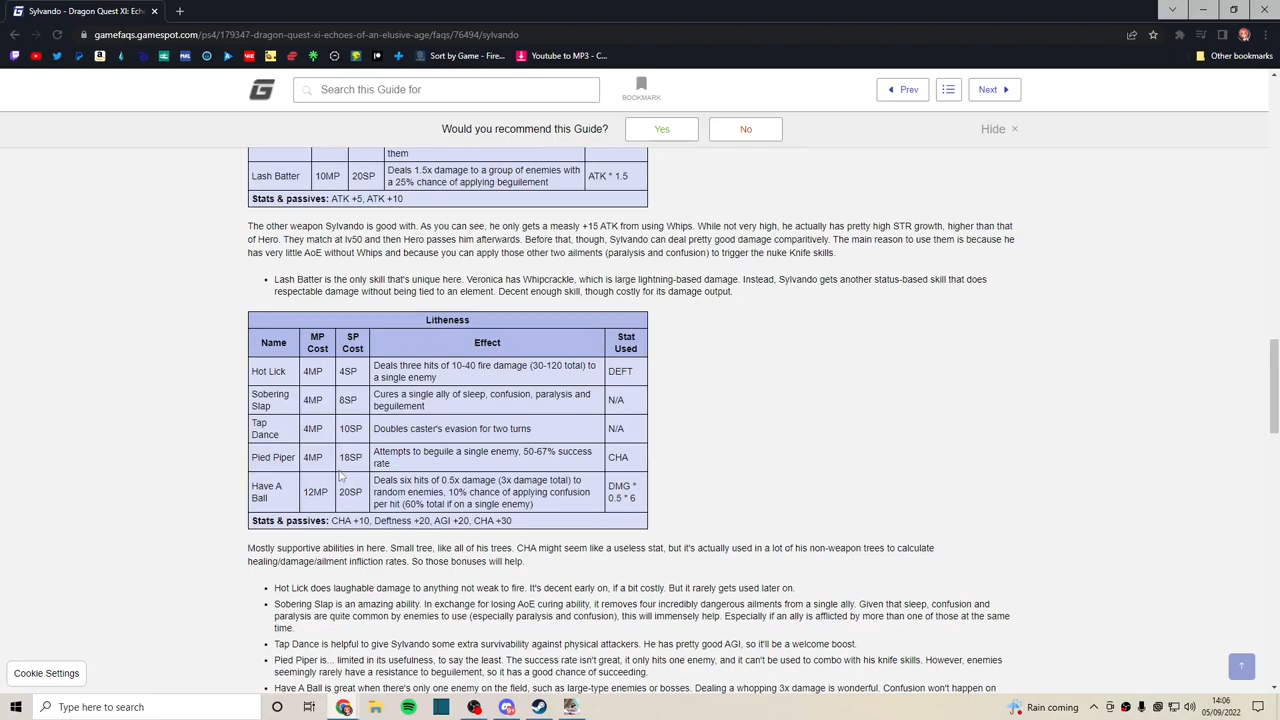 Sylvando - Dragon Quest XI: Ech
gamefaqs.gamespot.com/ps4/179347-dragon-quest-xi-echoes-of-an-elusive-age/faqs/76494/sylvando
Sort by Game - Fire...
Youtube to MP3 - C...
Other bookmarks
Search this Guide for
BOOKMARK
Prev
Next
Would you recommend this Guide?
Yes
No
Hide ×
them
Lash Batter 10MP 20SP Deals 1.5x damage to a group of enemies with a 25% chance of applying beguilement ATK * 1.5
Stats & passives: ATK +5, ATK +10
The other weapon Sylvando is good with. As you can see, he only gets a measly +15 ATK from using Whips. While not very high, he actually has pretty high STR growth, higher than that
of Hero. They match at lv50 and then Hero passes him afterwards. Before that, though, Sylvando can deal pretty good damage comparitively. The main reason to use them is because he
has very little AoE without Whips and because you can apply those other two ailments (paralysis and confusion) to trigger the nuke Knife skills.
Lash Batter is the only skill that's unique here. Veronica has Whipcrackle, which is large lightning-based damage. Instead, Sylvando gets another status-based skill that does
respectable damage without being tied to an element. Decent enough skill, though costly for its damage output.
Litheness
Name MP Cost SP Cost Effect Stat Used
Hot Lick 4MP 4SP Deals three hits of 10-40 fire damage (30-120 total) to a single enemy DEFT
Sobering Slap 4MP 8SP Cures a single ally of sleep, confusion, paralysis and beguilement N/A
Tap Dance 4MP 10SP Doubles caster's evasion for two turns N/A
Pied Piper 4MP 18SP Attempts to beguile a single enemy, 50-67% success rate CHA
Have A Ball 12MP 20SP Deals six hits of 0.5x damage (3x damage total) to random enemies, 10% chance of applying confusion per hit (60% total if on a single enemy) DMG * 0.5 * 6
Stats & passives: CHA +10, Deftness +20, AGI +20, CHA +30
Mostly supportive abilities in here. Small tree, like all of his trees. CHA might seem like a useless stat, but it's actually used in a lot of his non-weapon trees to calculate
healing/damage/ailment infliction rates. So those bonuses will help.
Hot Lick does laughable damage to anything not weak to fire. It's decent early on, if a bit costly. But it rarely gets used later on.
Sobering Slap is an amazing ability. In exchange for losing AoE curing ability, it removes four incredibly dangerous ailments from a single ally. Given that sleep, confusion and
paralysis are quite common by enemies to use (especially paralysis and confusion), this will immensely help. Especially if an ally is afflicted by more than one of those at the same
time.
Tap Dance is helpful to give Sylvando some extra survivability against physical attackers. He has pretty good AGI, so it'll be a welcome boost.
Pied Piper is... limited in its usefulness, to say the least. The success rate isn't great, it only hits one enemy, and it can't be used to combo with his knife skills. However, enemies
seemingly rarely have a resistance to beguilement, so it has a good chance of succeeding.
Have A Ball is great when there's only one enemy on the field, such as large-type enemies or bosses. Dealing a whopping 3x damage is wonderful. Confusion won't happen on
Cookie Settings
Type here to search
Rain coming
14:06
05/09/2022